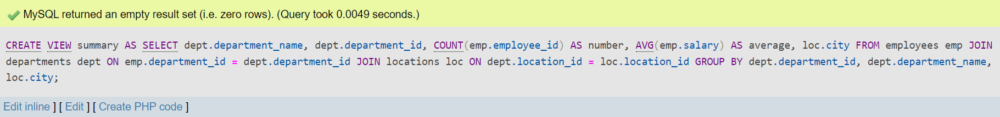 MySQL returned an empty result set (i.e. zero rows). (Query took 0.0049 seconds.)
CREATE VIEW summary AS SELECT dept.department_name, dept.department_id, COUNT(emp.employee_id) AS number, AVG(emp.salary) AS average, loc.city FROM employees emp JOIN
departments dept ON emp.department_id = dept.department_id JOIN locations loc ON dept.location_id = loc.location_id GROUP BY dept.department_id, dept.department_name,
loc.city;
Edit inline ] [ Edit ] [ Create PHP code ]